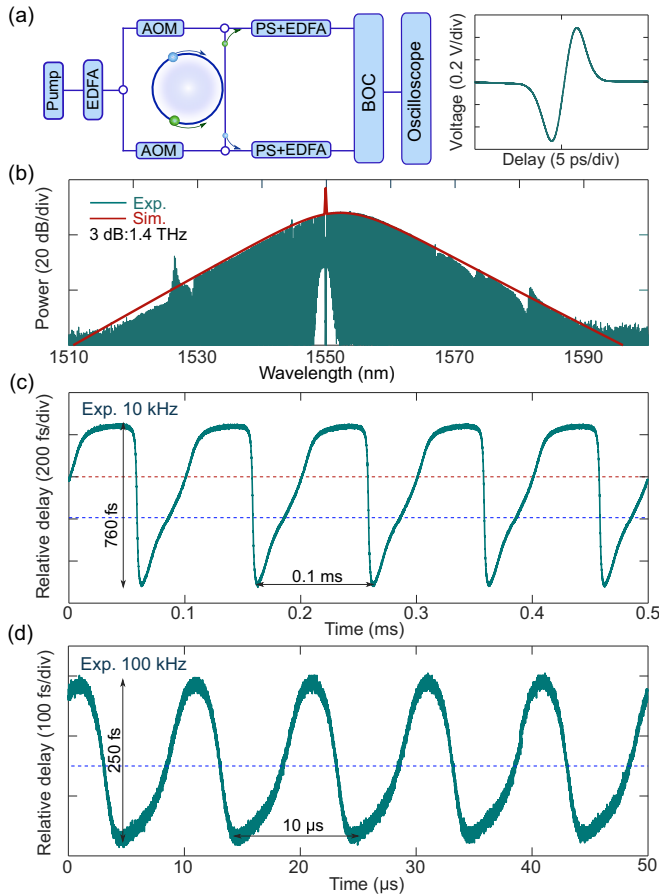 (a)
AOM
PS+EDFA
Pump
EDFA
BOC
Oscilloscope
AOM
PS+EDFA
Voltage (0.2 V/div)
Delay (5 ps/div)
(b)
Exp.
Sim.
3 dB:1.4 THz
Power (20 dB/div)
1510
1530
1550
1570
1590
Wavelength (nm)
(c)
Exp. 10 kHz
Relative delay (200 fs/div)
760 fs
0.1 ms
0
0.1
0.2
0.3
0.4
0.5
Time (ms)
(d)
Exp. 100 kHz
Relative delay (100 fs/div)
250 fs
10 µs
0
10
20
30
40
50
Time (µs)